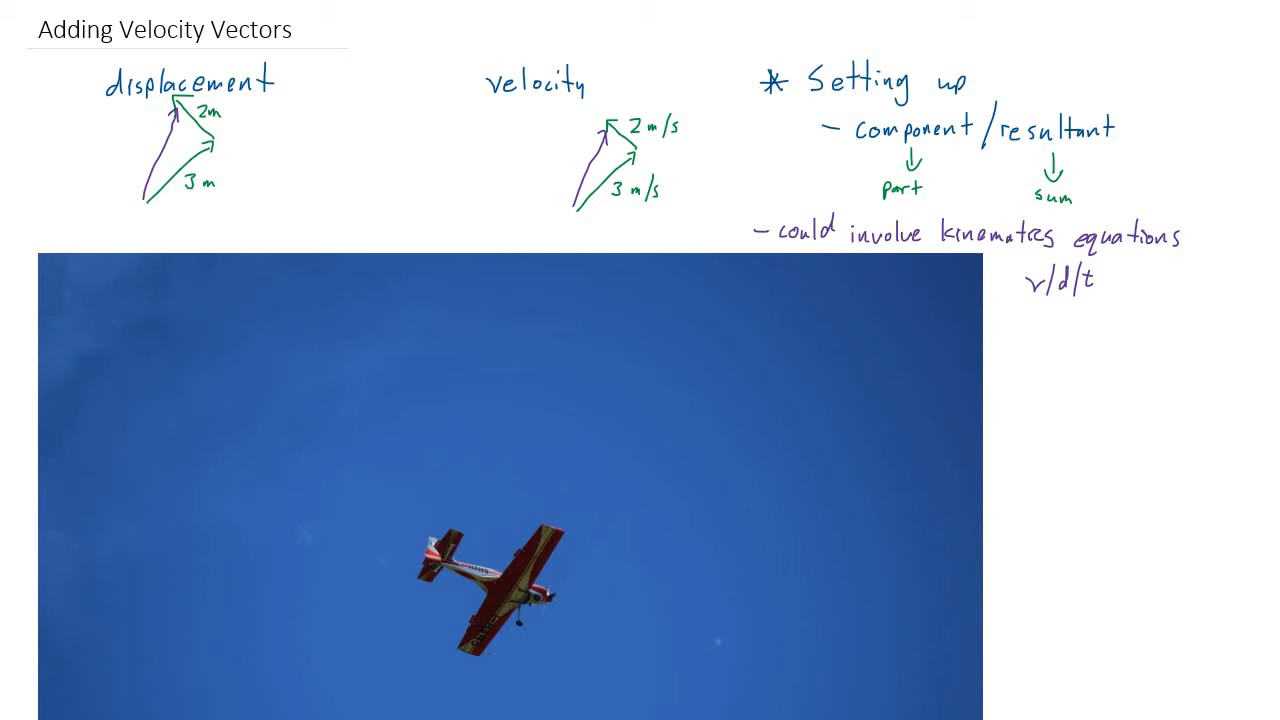 Adding Velocity Vectors
displacement
2m
3 m
velocity
2 m/s
3 m/s
* Setting up
- component/resultant
part
sum
- could involve kinematics equations
v/d/t